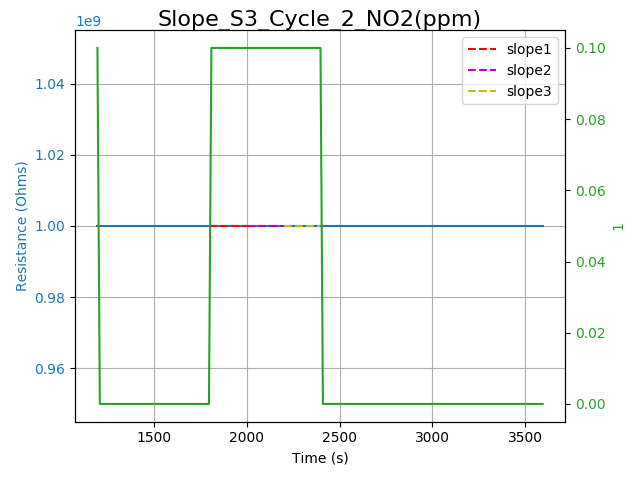 Slope_S3_Cycle_2_NO2(ppm)
1e9
1.04
1.02
1.00
0.98
0.96
Resistance (Ohms)
slope1
slope2
slope3
0.10
0.08
0.06
0.04
0.02
0.00
1
1500
2000
2500
3000
3500
Time (s)